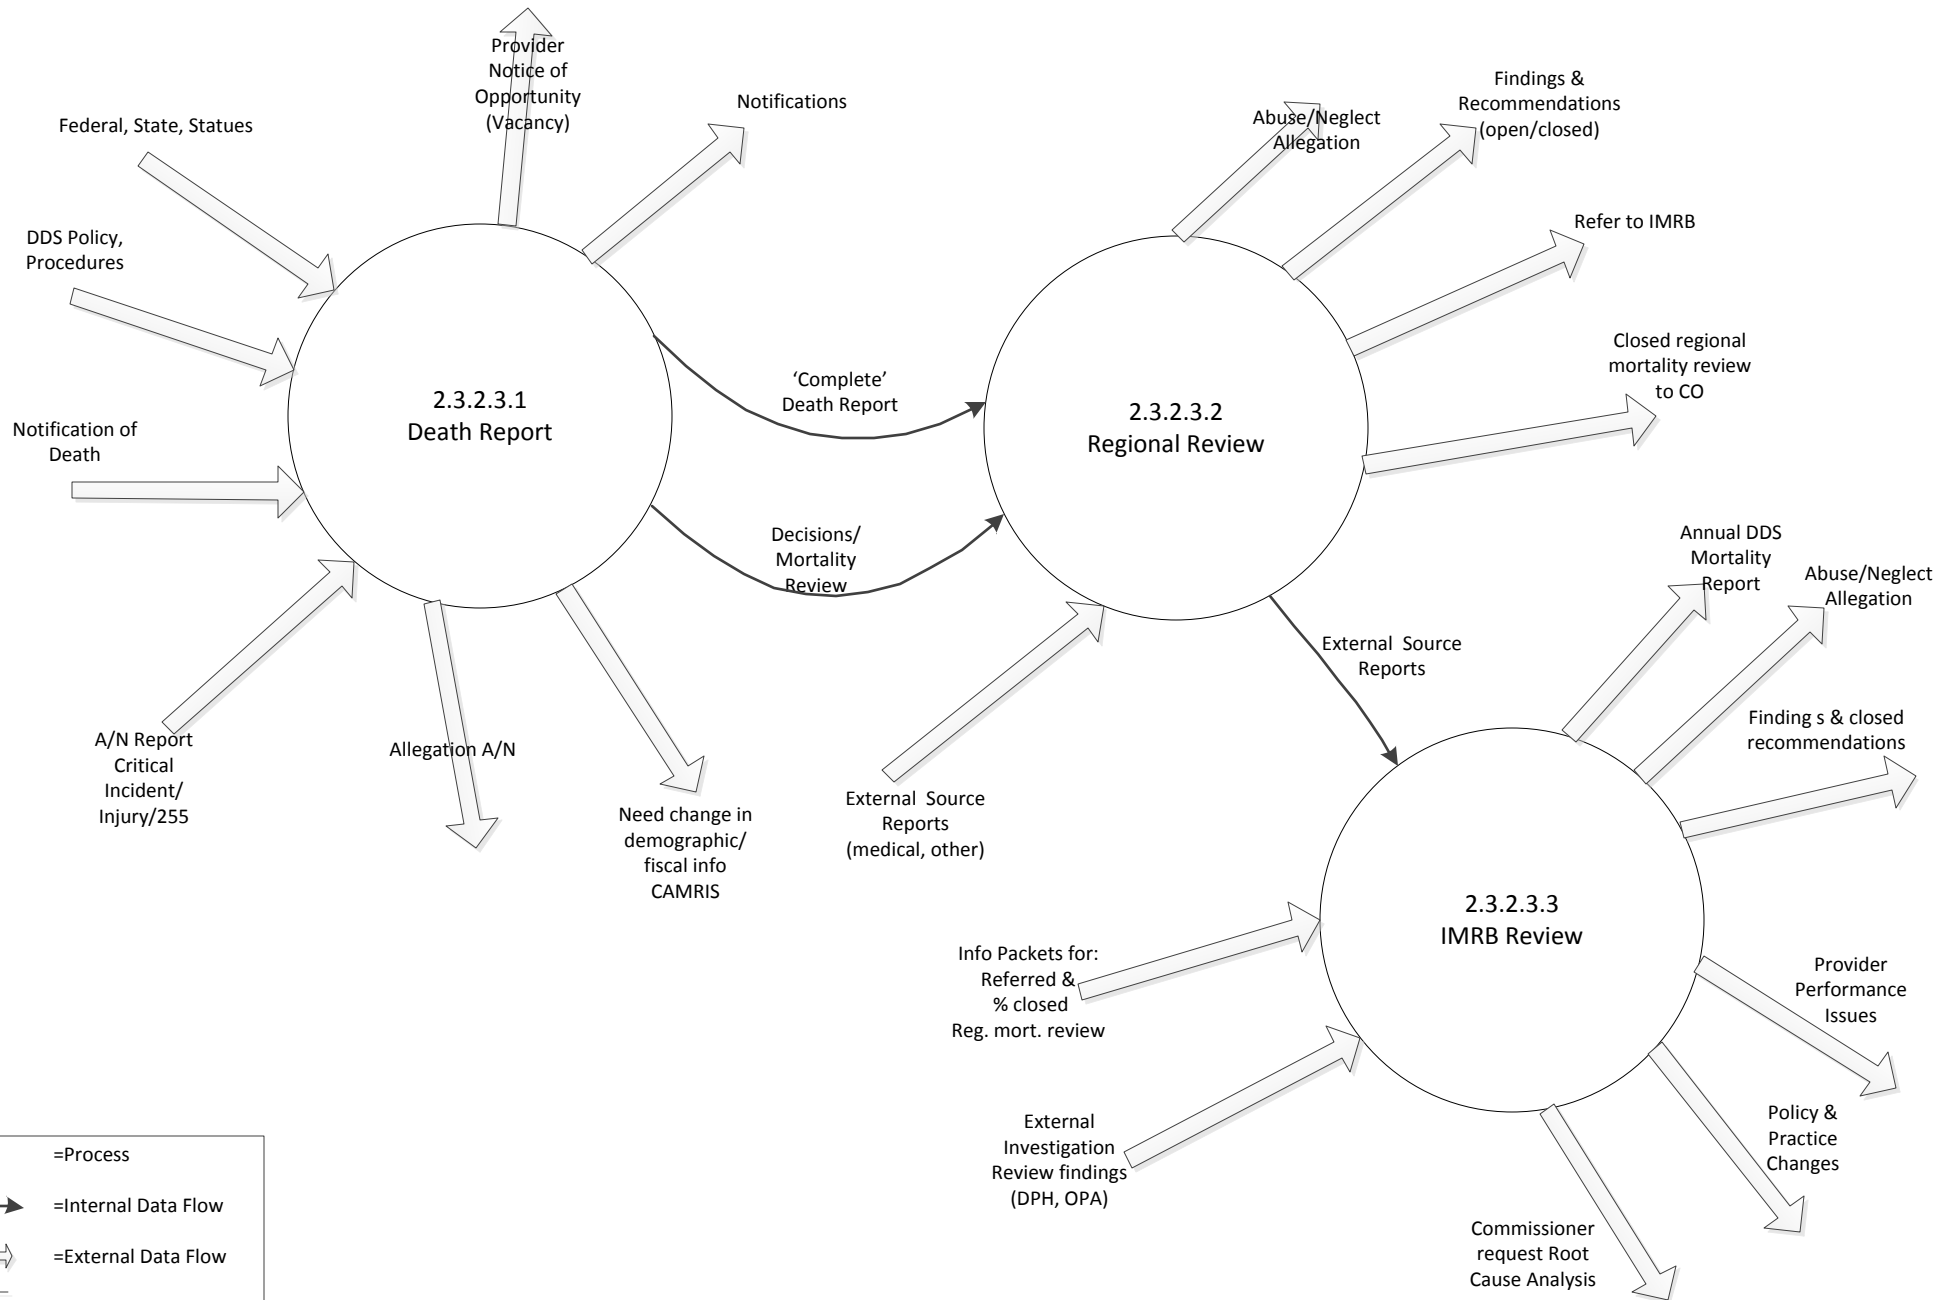 Provider
Notice of
Opportunity
(Vacancy)
Notifications
Federal, State, Statues
DDS Policy,
Procedures
Notification of
Death
2.3.2.3.1
Death Report
A/N Report
Critical
Incident/
Injury/255
Allegation A/N
Need change in
demographic/
fiscal info
CAMRIS
‘Complete’
Death Report
Decisions/
Mortality
Review
Abuse/Neglect
Allegation
Findings &
Recommendations
(open/closed)
Refer to IMRB
Closed regional
mortality review
to CO
2.3.2.3.2
Regional Review
External  Source
Reports
(medical, other)
External  Source
Reports
Annual DDS
Mortality
Report
Abuse/Neglect
Allegation
Finding s & closed
recommendations
2.3.2.3.3
IMRB Review
Info Packets for:
Referred &
% closed
Reg. mort. review
External
Investigation
Review findings
(DPH, OPA)
Provider
Performance
Issues
Policy &
Practice
Changes
Commissioner
request Root
Cause Analysis
=Process
=Internal Data Flow
=External Data Flow